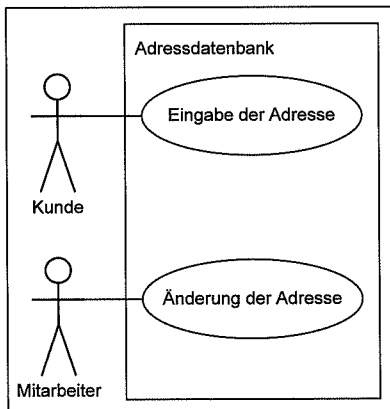 Adressdatenbank
Eingabe der Adresse
Kunde
Änderung der Adresse
Mitarbeiter